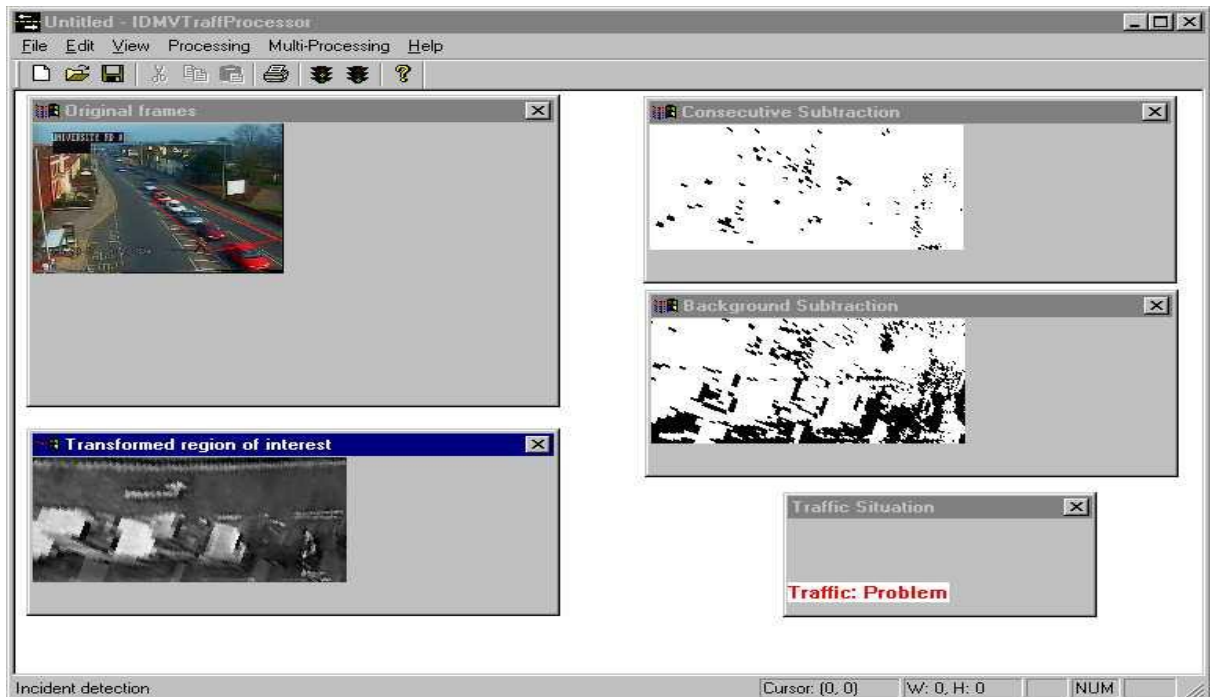 Untitled - IDMVTraffProcessor
File Edit View Processing Multi-Processing Help
Original frames
Consecutive Subtraction
Background Subtraction
Transformed region of interest
Traffic Situation
Traffic: Problem
Incident detection
Cursor: (0, 0)
W: 0, H: 0
NUM